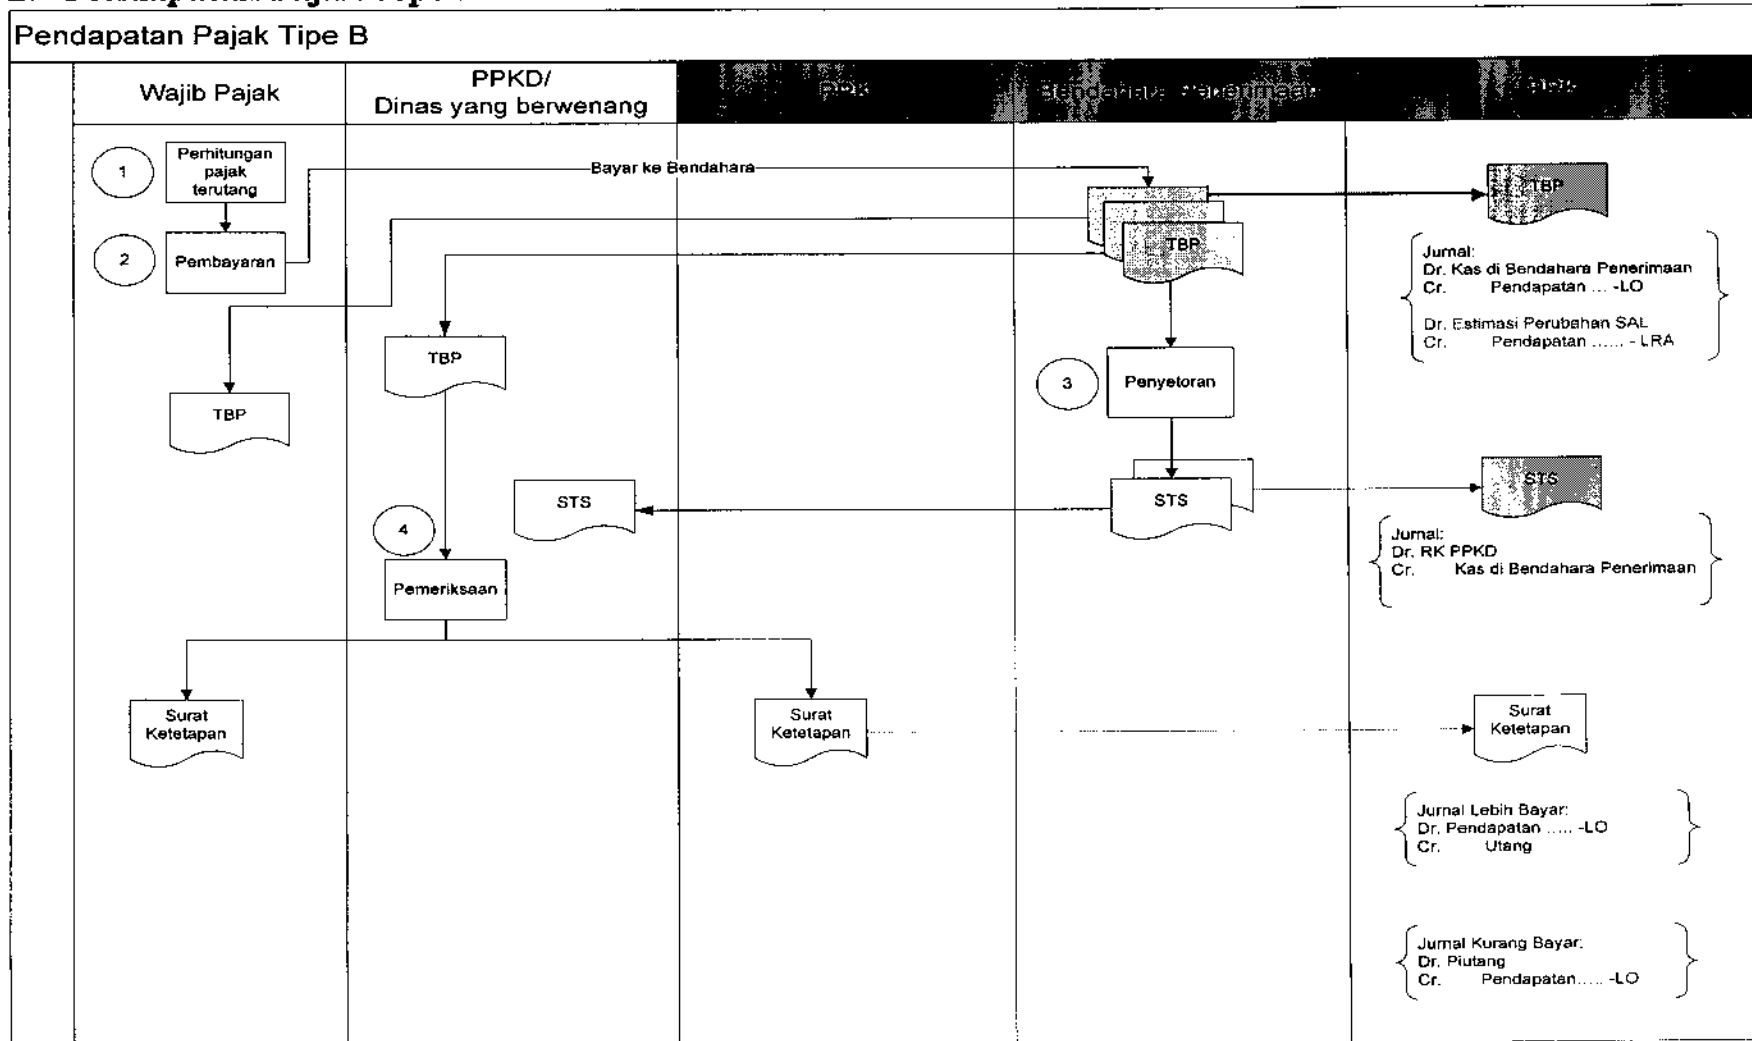 Pendapatan Pajak Tipe B
Wajib Pajak
PPKD/
Dinas yang berwenang
Bendahara Penerimaan
1
Perhitungan
pajak
terutang
Bayar ke Bendahara
TBP
TBP
2
Pembayaran
Jurnal:
Dr. Kas di Bendahara Penerimaan
Cr. Pendapatan ... -LO
Dr. Estimasi Perubahan SAL
Cr. Pendapatan ...... - LRA
TBP
3
Penyetoran
TBP
STS
STS
STS
4
Jurnal:
Dr. RK PPKD
Cr. Kas di Bendahara Penerimaan
Pemeriksaan
Surat
Ketetapan
Surat
Ketetapan
Surat
Ketetapan
Jurnal Lebih Bayar:
Dr. Pendapatan ..... -LO
Cr. Utang
Jurnal Kurang Bayar:
Dr. Piutang
Cr. Pendapatan..... -LO